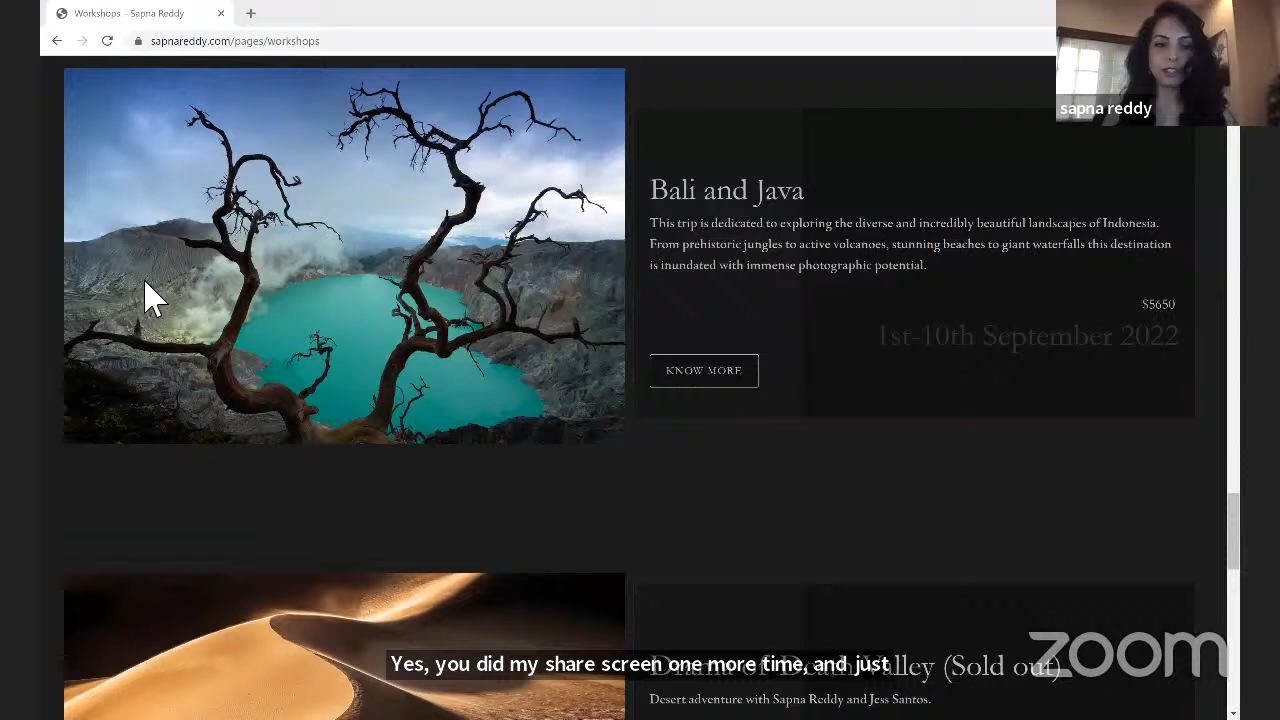 Workshops – Sapna Reddy
sapnareddy.com/pages/workshops
sapna reddy
Bali and Java
This trip is dedicated to exploring the diverse and incredibly beautiful landscapes of Indonesia.
From prehistoric jungles to active volcanoes, stunning beaches to giant waterfalls this destination
is inundated with immense photographic potential.
$5650
1st-10th September 2022
KNOW MORE
Yes, you did my share screen one more time, and just
Drama of Death Valley (Sold out)
zoom
Desert adventure with Sapna Reddy and Jess Santos.